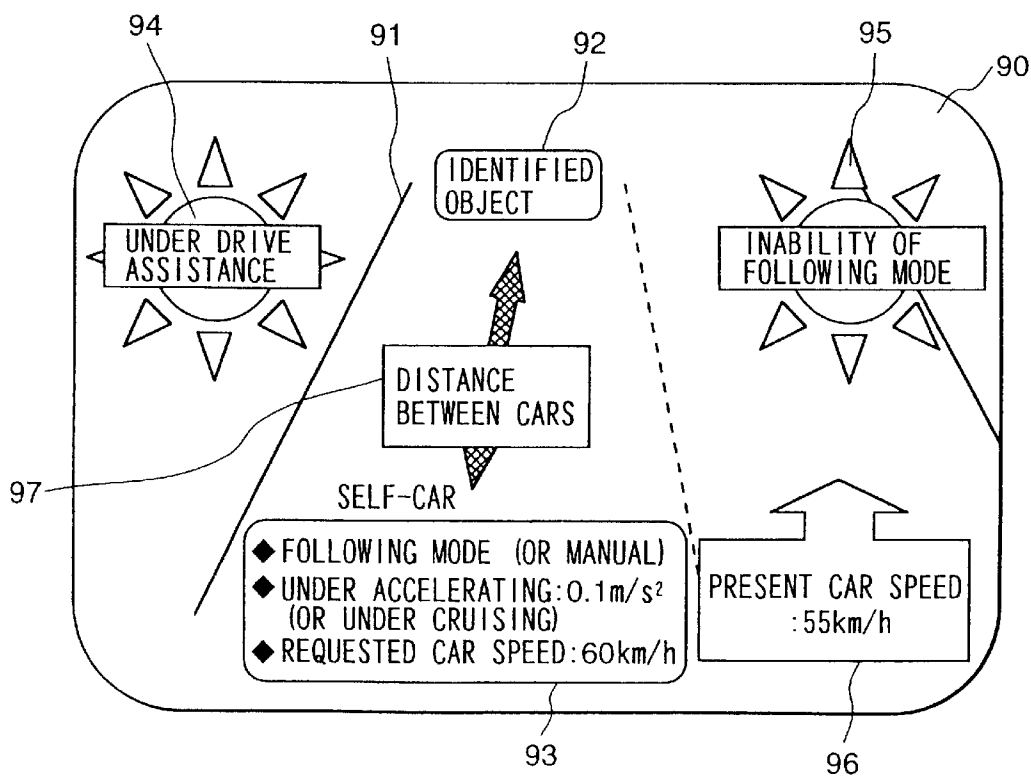 94
91
92
95
90
IDENTIFIED
OBJECT
UNDER DRIVE
ASSISTANCE
INABILITY OF
FOLLOWING MODE
DISTANCE
BETWEEN CARS
97
SELF-CAR
◆ FOLLOWING MODE (OR MANUAL)
◆ UNDER ACCELERATING:0.1m/s²
(OR UNDER CRUISING)
◆ REQUESTED CAR SPEED:60km/h
PRESENT CAR SPEED
:55km/h
93
96